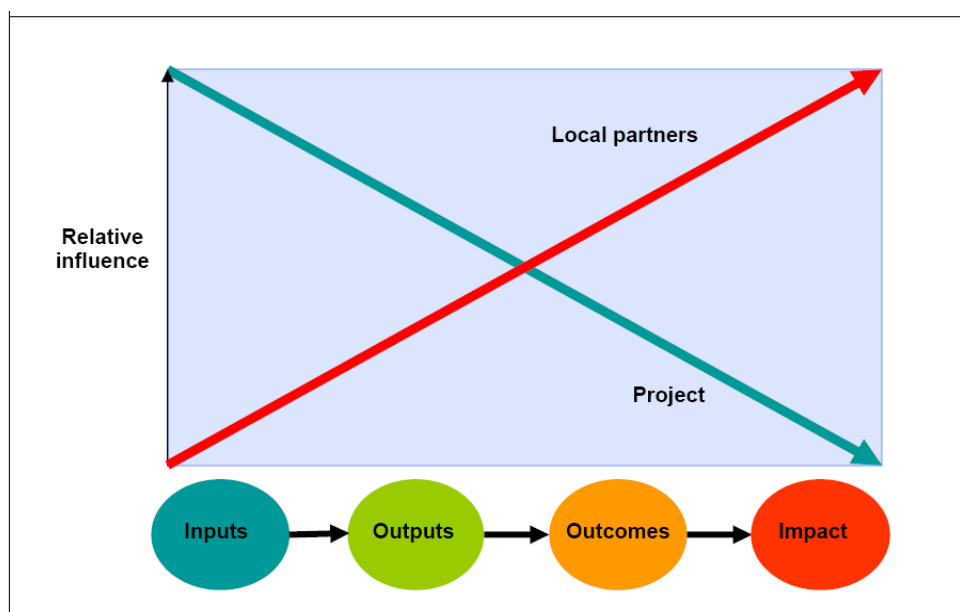 Local partners
Relative
influence
Project
Inputs
Outputs
Outcomes
Impact